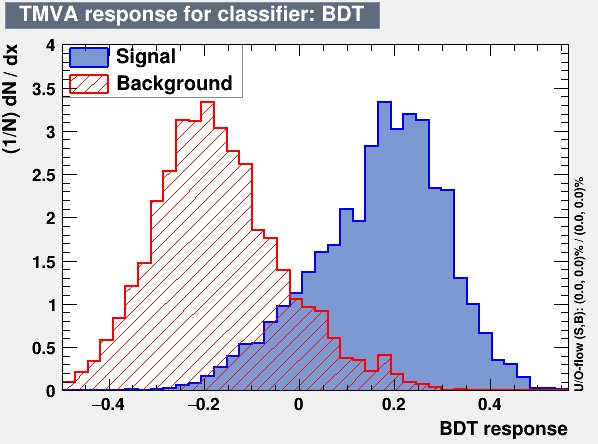 TMVA response for classifier: BDT
(1/N) dN / dx
Signal
Background
4
3.5
3
2.5
2
1.5
1
0.5
0
−0.4
−0.2
0
0.2
0.4
BDT response
U/O-flow (S,B): (0.0, 0.0)% / (0.0, 0.0)%